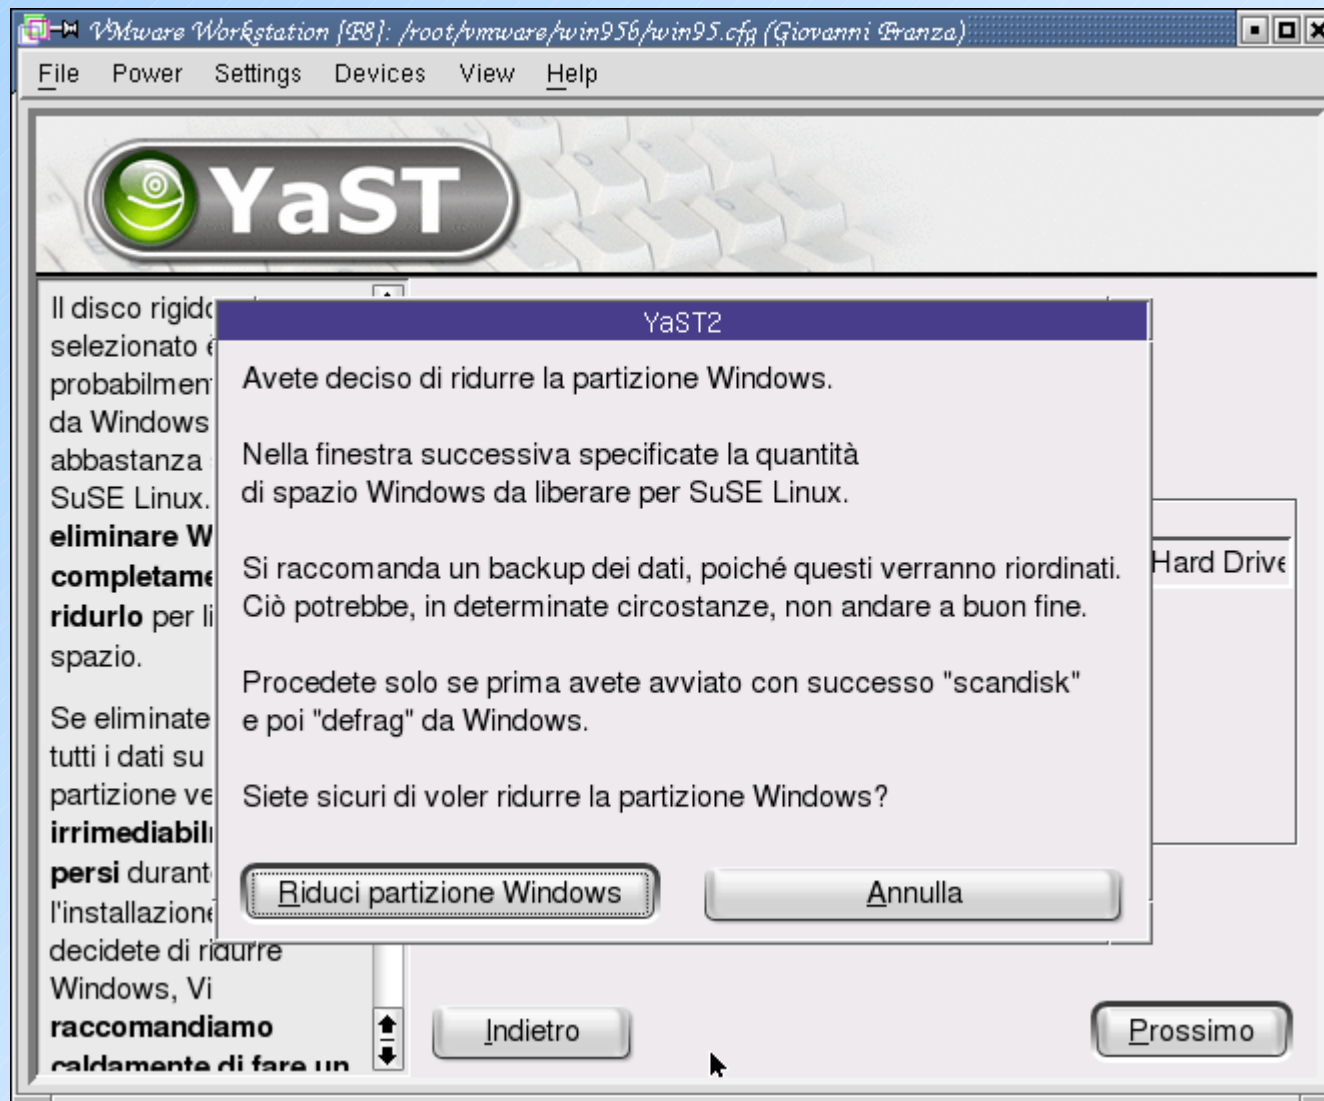 VMware Workstation [F8]: /root/vmware/win95b/win95.cfg (Giovanni Franza)
File Power Settings Devices View Help
YaST
Il disco rigido
selezionato
probabilmen
da Windows
abbastanza
SuSE Linux.
eliminare W
completame
ridurlo per li
spazio.
Se eliminate
tutti i dati su
partizione ve
irrimediabil
persi durant
l'installazione
decidete di ridurre
Windows, Vi
raccomandiamo
caldamente di fare un
YaST2
Avete deciso di ridurre la partizione Windows.
Nella finestra successiva specificate la quantità
di spazio Windows da liberare per SuSE Linux.
Si raccomanda un backup dei dati, poiché questi verranno riordinati.
Ciò potrebbe, in determinate circostanze, non andare a buon fine.
Procedete solo se prima avete avviato con successo "scandisk"
e poi "defrag" da Windows.
Siete sicuri di voler ridurre la partizione Windows?
Riduci partizione Windows Annulla
Hard Drive
Indietro Prossimo